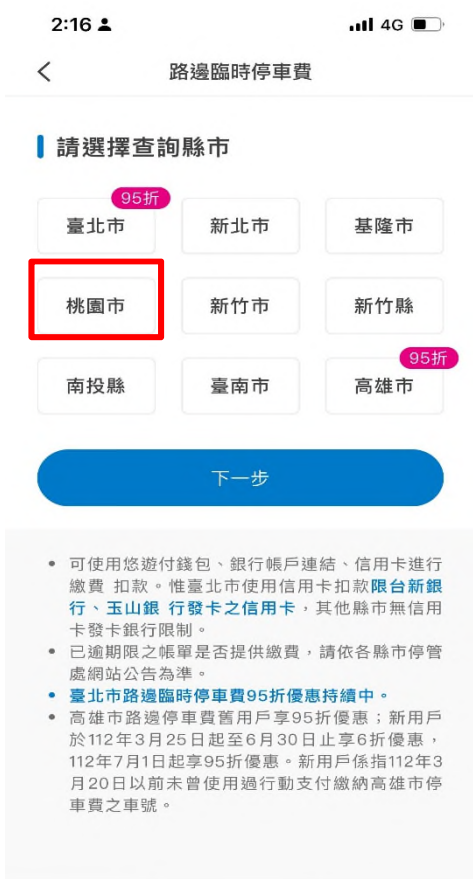 2:16
4G
路邊臨時停車費
請選擇查詢縣市
95折
臺北市
新北市
基隆市
桃園市
新竹市
新竹縣
95折
南投縣
臺南市
高雄市
下一步
• 可使用悠遊付錢包、銀行帳戶連結、信用卡進行
繳費 扣款。惟臺北市使用信用卡扣款限台新銀
行、玉山銀 行發卡之信用卡，其他縣市無信用
卡發卡銀行限制。
• 已逾期限之帳單是否提供繳費，請依各縣市停管
處網站公告為準。
• 臺北市路邊臨時停車費95折優惠持續中。
• 高雄市路邊停車費舊用戶享95折優惠；新用戶
於112年3月25日起至6月30日止享6折優惠，
112年7月1日起享95折優惠。新用戶係指112年3
月20日以前未曾使用過行動支付繳納高雄市停
車費之車號。